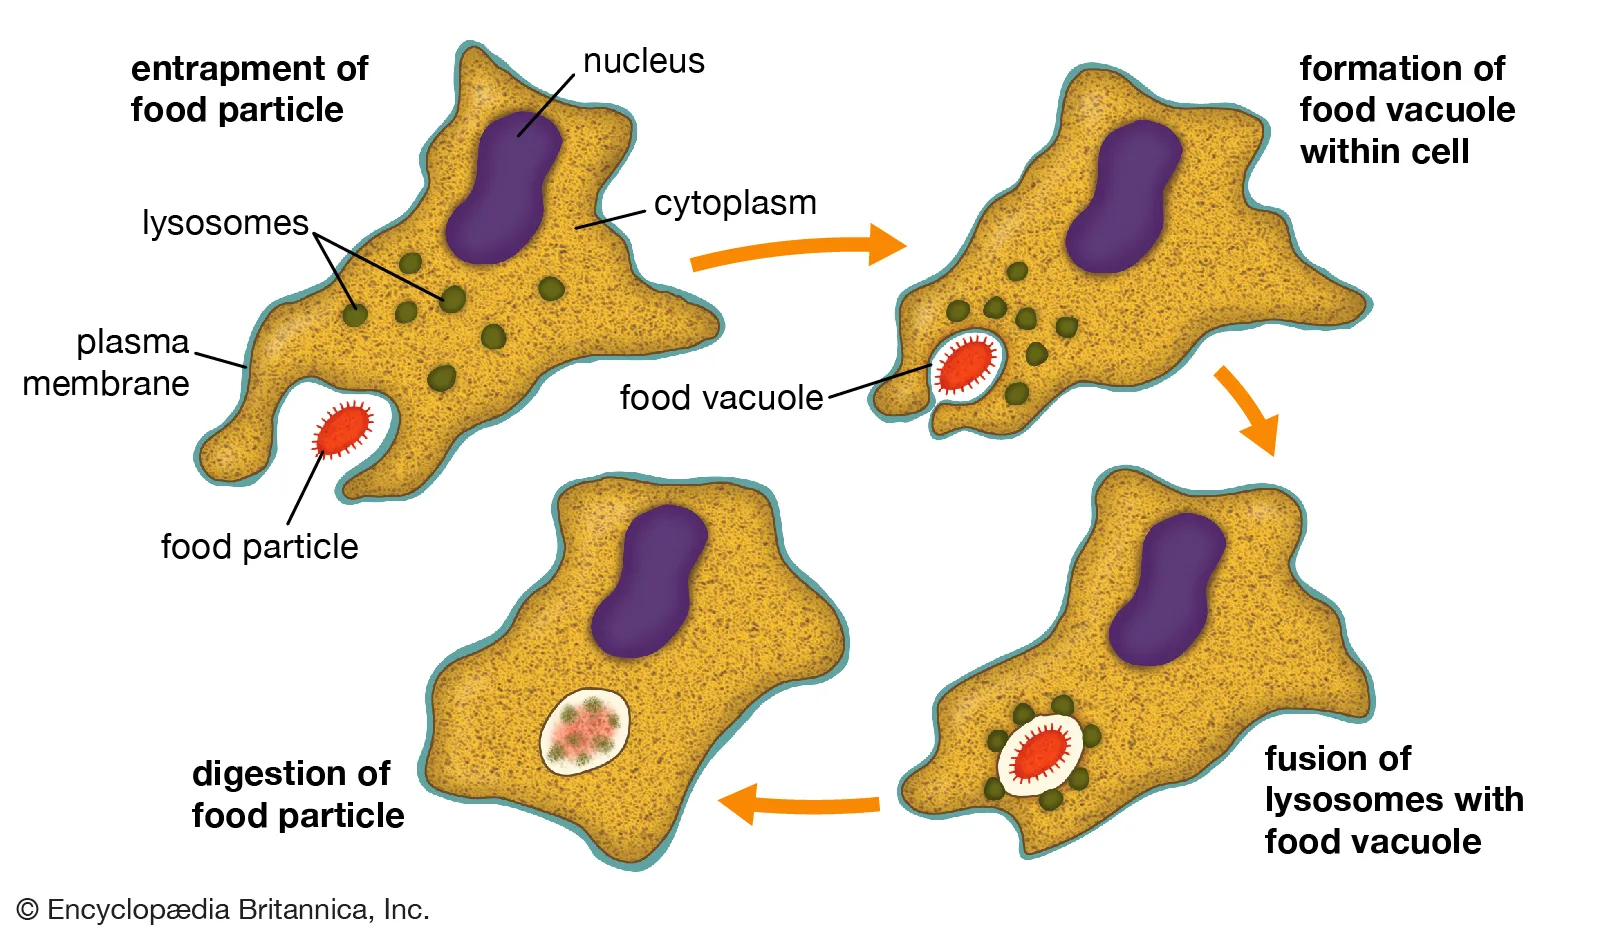 entrapment of
food particle
nucleus
cytoplasm
lysosomes
plasma
membrane
food particle
formation of
food vacuole
within cell
food vacuole
fusion of
lysosomes with
food vacuole
digestion of
food particle
© Encyclopædia Britannica, Inc.